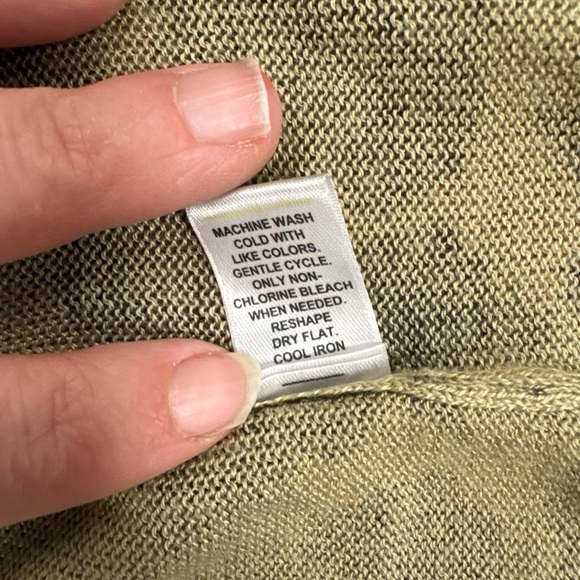 MACHINE WASH
COLD WITH
LIKE COLORS.
GENTLE CYCLE.
ONLY NON-
CHLORINE BLEACH
WHEN NEEDED.
RESHAPE
DRY FLAT.
COOL IRON